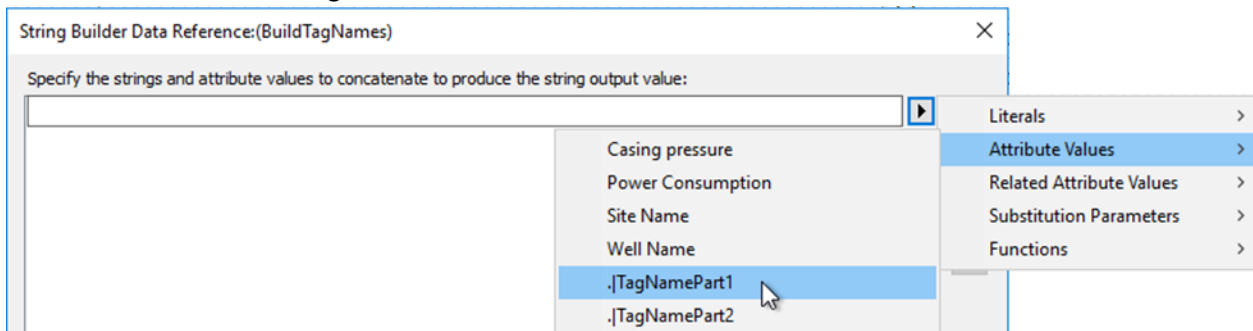 String Builder Data Reference:(BuildTagNames)
Specify the strings and attribute values to concatenate to produce the string output value:
Literals
Attribute Values
Related Attribute Values
Substitution Parameters
Functions
Casing pressure
Power Consumption
Site Name
Well Name
.|TagNamePart1
.|TagNamePart2